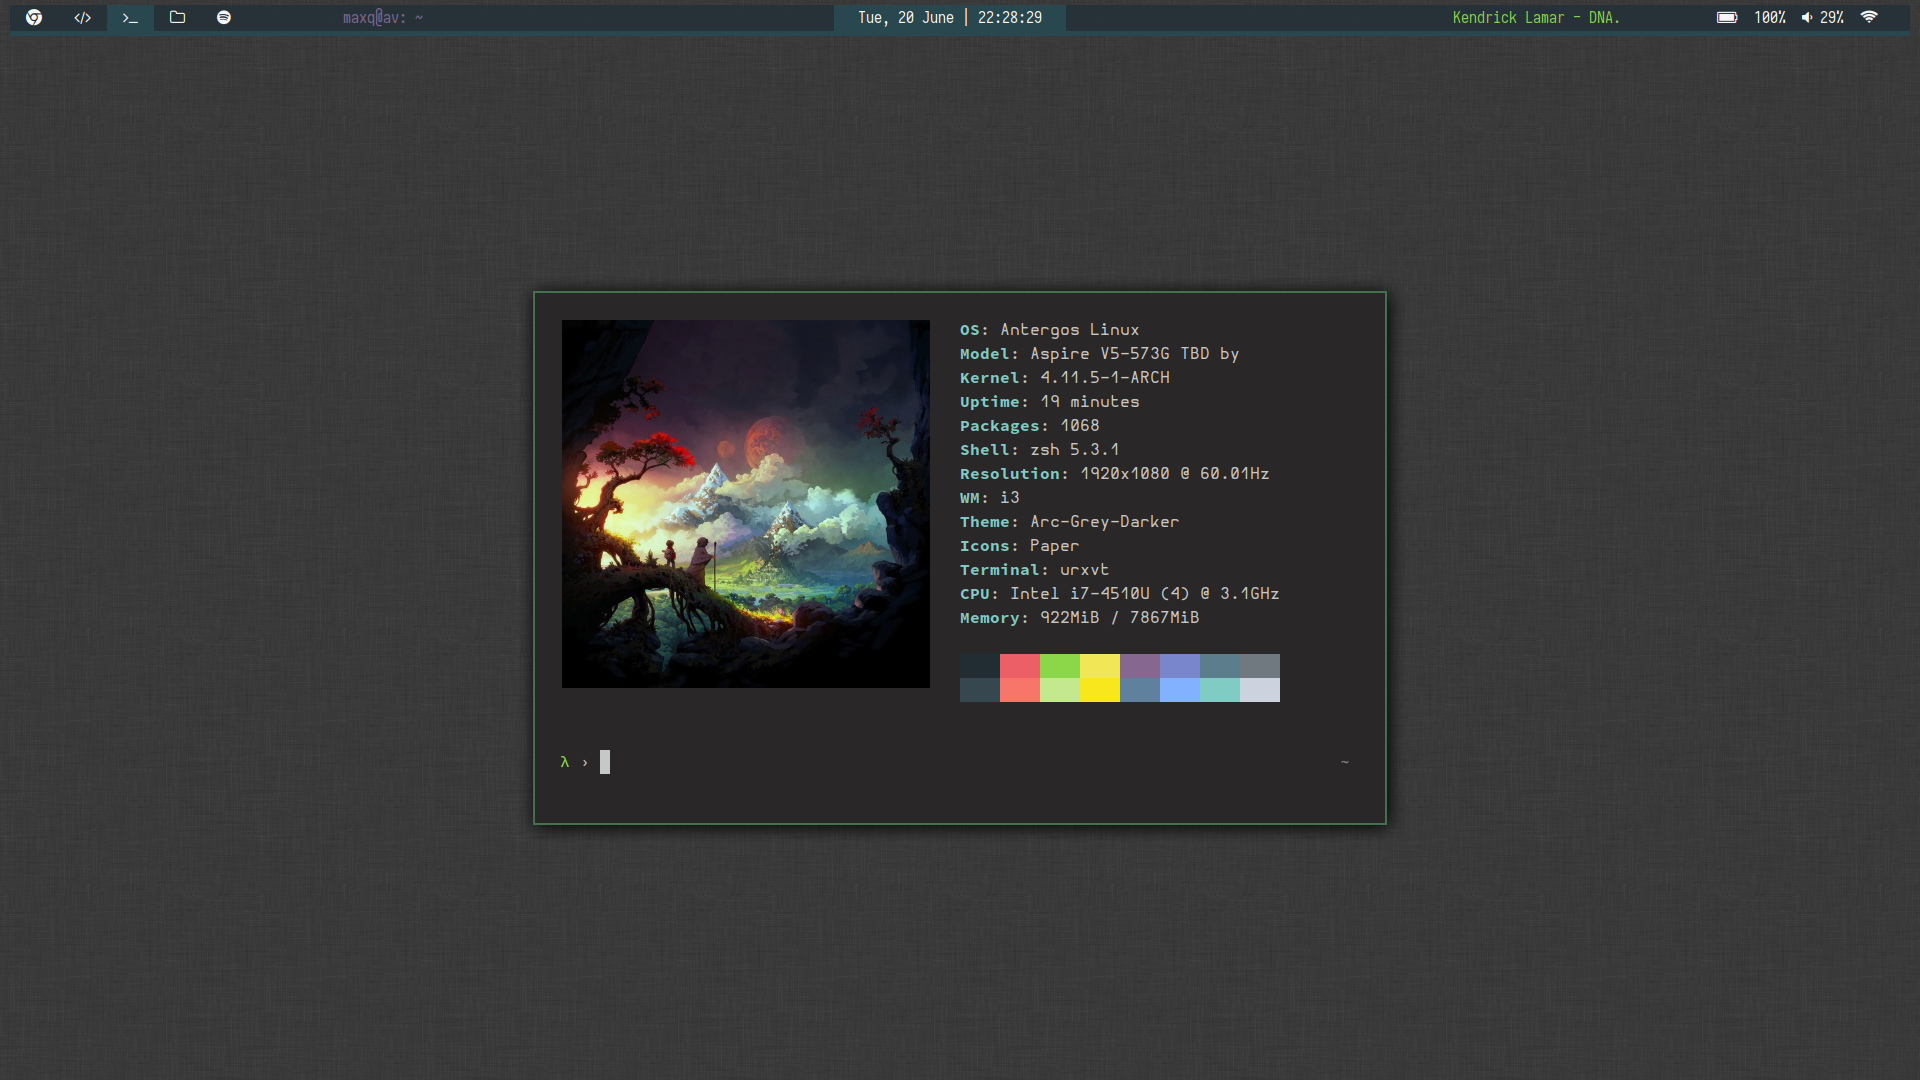 maxq@av: ~
Tue, 20 June | 22:28:29
Kendrick Lamar - DNA.
100%
29%
OS: Antergos Linux
Model: Aspire V5-573G TBD by
Kernel: 4.11.5-1-ARCH
Uptime: 19 minutes
Packages: 1068
Shell: zsh 5.3.1
Resolution: 1920x1080 @ 60.01Hz
WM: i3
Theme: Arc-Grey-Darker
Icons: Paper
Terminal: urxvt
CPU: Intel i7-4510U (4) @ 3.1GHz
Memory: 922MiB / 7867MiB
λ › ~